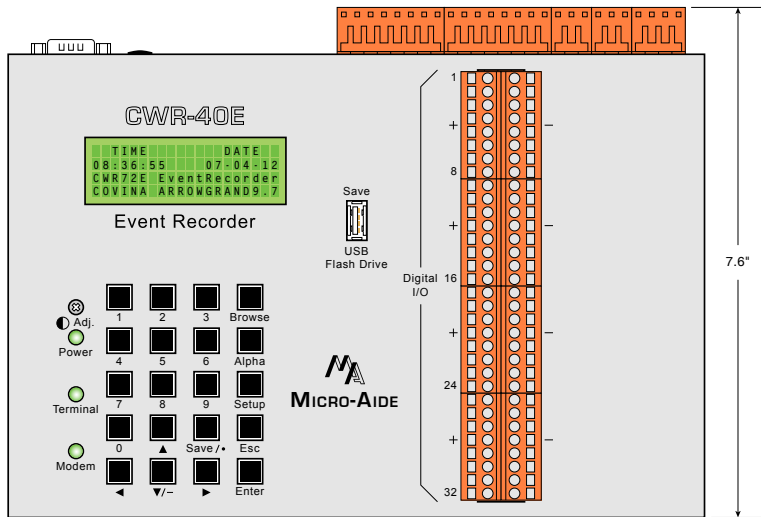 CWR-40E
TIME DATE
08:36:55 07-04-12
CWR72E EventRecorder
COVINA ARROWGRAND9.7
Event Recorder
Save
USB
Flash Drive
Digital
I/O
1
+ −
8
+ −
16
+ −
24
+ −
32
7.6"
Adj.
Power
Terminal
Modem
1 2 3 Browse
4 5 6 Alpha
7 8 9 Setup
0 ▲ Save/• Esc
◄ ▼/− ► Enter
MA
MICRO-AIDE